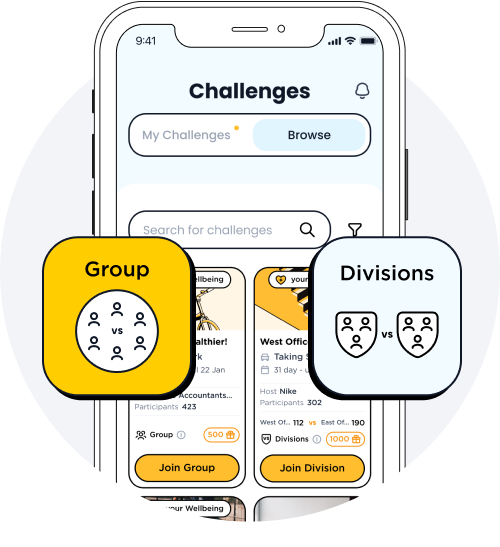 9:41
Challenges
My Challenges
Browse
Search for challenges
Group
vs
Divisions
vs
llbeing
your
althier!
West Offic
rk
Taking S
l 22 Jan
31 day - u
Host Nike
Accountants...
Participants 423
Participants 302
West Of... 112 vs East Of... 190
Group
500
Divisions
1000
Join Group
Join Division
our Wellbeing